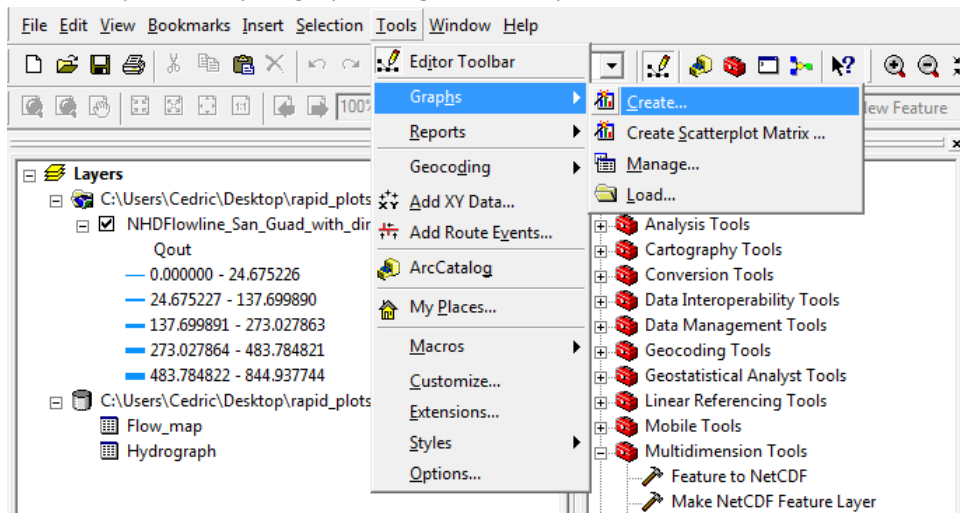 File Edit View Bookmarks Insert Selection Tools Window Help
Editor Toolbar
Graphs
Create...
Create Scatterplot Matrix ...
Manage...
Load...
Reports
Geocoding
Add XY Data...
Add Route Events...
ArcCatalog
My Places...
Macros
Customize...
Extensions...
Styles
Options...
1:1
100%
ew Feature
Layers
C:\Users\Cedric\Desktop\rapid_plots
NHDFlowline_San_Guad_with_dir
Qout
0.000000 - 24.675226
24.675227 - 137.699890
137.699891 - 273.027863
273.027864 - 483.784821
483.784822 - 844.937744
C:\Users\Cedric\Desktop\rapid_plots
Flow_map
Hydrograph
Analysis Tools
Cartography Tools
Conversion Tools
Data Interoperability Tools
Data Management Tools
Geocoding Tools
Geostatistical Analyst Tools
Linear Referencing Tools
Mobile Tools
Multidimension Tools
Feature to NetCDF
Make NetCDF Feature Layer